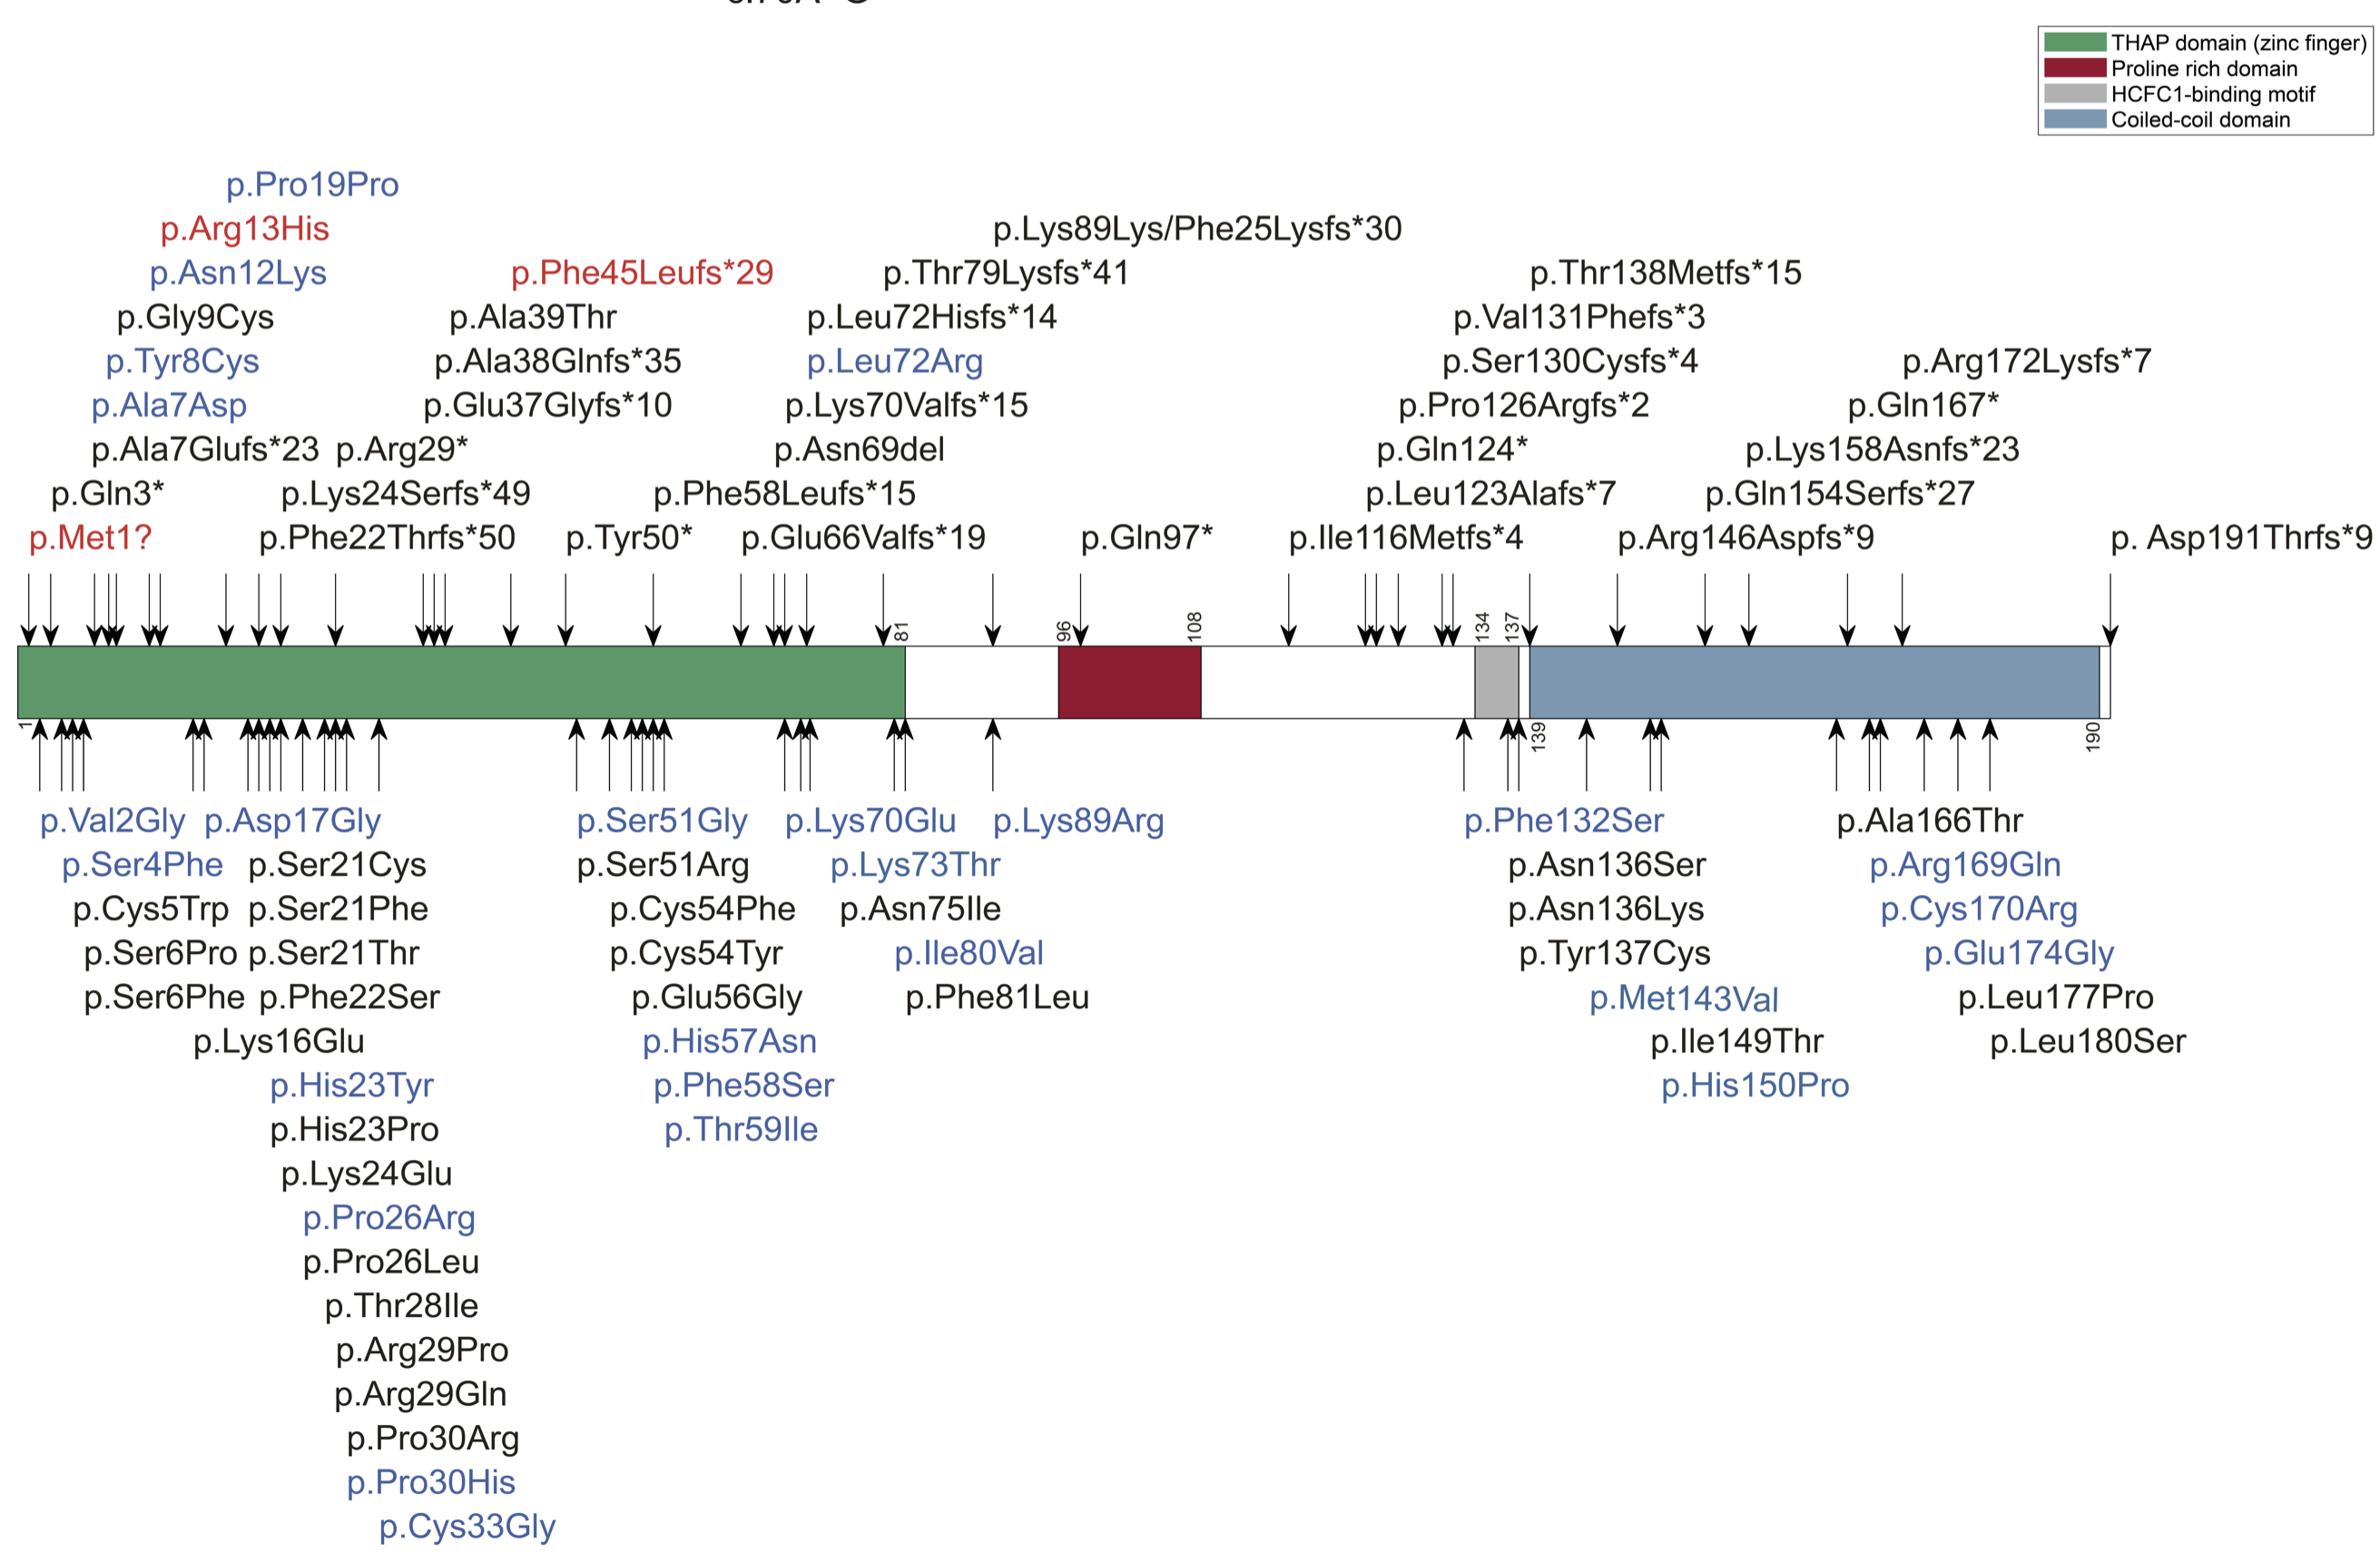 THAP domain (zinc finger)
Proline rich domain
HCFC1-binding motif
Coiled-coil domain
p.Pro19Pro
p.Arg13His
p.Lys89Lys/Phe25Lysfs*30
p.Asn12Lys
p.Phe45Leufs*29
p.Thr79Lysfs*41
p.Thr138Metfs*15
p.Gly9Cys
p.Ala39Thr
p.Leu72Hisfs*14
p.Val131Phefs*3
p.Tyr8Cys
p.Ala38Glnfs*35
p.Leu72Arg
p.Ser130Cysfs*4
p.Arg172Lysfs*7
p.Ala7Asp
p.Glu37Glyfs*10
p.Lys70Valfs*15
p.Pro126Argfs*2
p.Gln167*
p.Ala7Glufs*23
p.Arg29*
p.Asn69del
p.Gln124*
p.Lys158Asnfs*23
p.Gln3*
p.Lys24Serfs*49
p.Phe58Leufs*15
p.Leu123Alafs*7
p.Gln154Serfs*27
p.Met1?
p.Phe22Thrfs*50
p.Tyr50*
p.Glu66Valfs*19
p.Gln97*
p.Ile116Metfs*4
p.Arg146Aspfs*9
p. Asp191Thrfs*9
81
96
108
134
137
1
139
190
p.Val2Gly
p.Asp17Gly
p.Ser51Gly
p.Lys70Glu
p.Lys89Arg
p.Phe132Ser
p.Ala166Thr
p.Ser4Phe
p.Ser21Cys
p.Ser51Arg
p.Lys73Thr
p.Asn136Ser
p.Arg169Gln
p.Cys5Trp
p.Ser21Phe
p.Cys54Phe
p.Asn75Ile
p.Asn136Lys
p.Cys170Arg
p.Ser6Pro
p.Ser21Thr
p.Cys54Tyr
p.Ile80Val
p.Tyr137Cys
p.Glu174Gly
p.Ser6Phe
p.Phe22Ser
p.Glu56Gly
p.Phe81Leu
p.Met143Val
p.Leu177Pro
p.Lys16Glu
p.His57Asn
p.Ile149Thr
p.Leu180Ser
p.His23Tyr
p.Phe58Ser
p.His150Pro
p.His23Pro
p.Thr59Ile
p.Lys24Glu
p.Pro26Arg
p.Pro26Leu
p.Thr28Ile
p.Arg29Pro
p.Arg29Gln
p.Pro30Arg
p.Pro30His
p.Cys33Gly